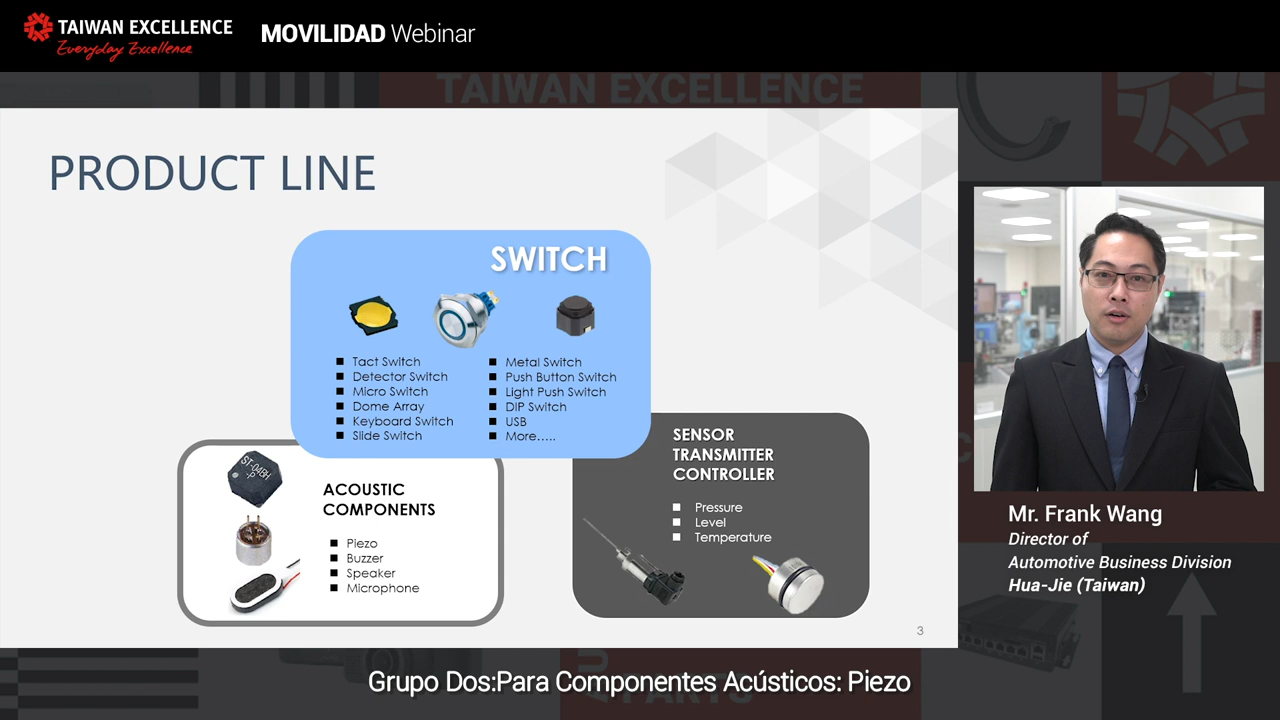 TAIWAN EXCELLENCE
Everyday Excellence
MOVILIDAD Webinar
TAIWAN EXCELLENCE
PRODUCT LINE
SWITCH
Tact Switch
Detector Switch
Micro Switch
Dome Array
Keyboard Switch
Slide Switch
Metal Switch
Push Button Switch
Light Push Switch
DIP Switch
USB
More.....
ST-04BH
-P
ACOUSTIC
COMPONENTS
Piezo
Buzzer
Speaker
Microphone
SENSOR
TRANSMITTER
CONTROLLER
Pressure
Level
Temperature
3
Mr. Frank Wang
Director of
Automotive Business Division
Hua-Jie (Taiwan)
PARTS
Grupo Dos:Para Componentes Acústicos: Piezo